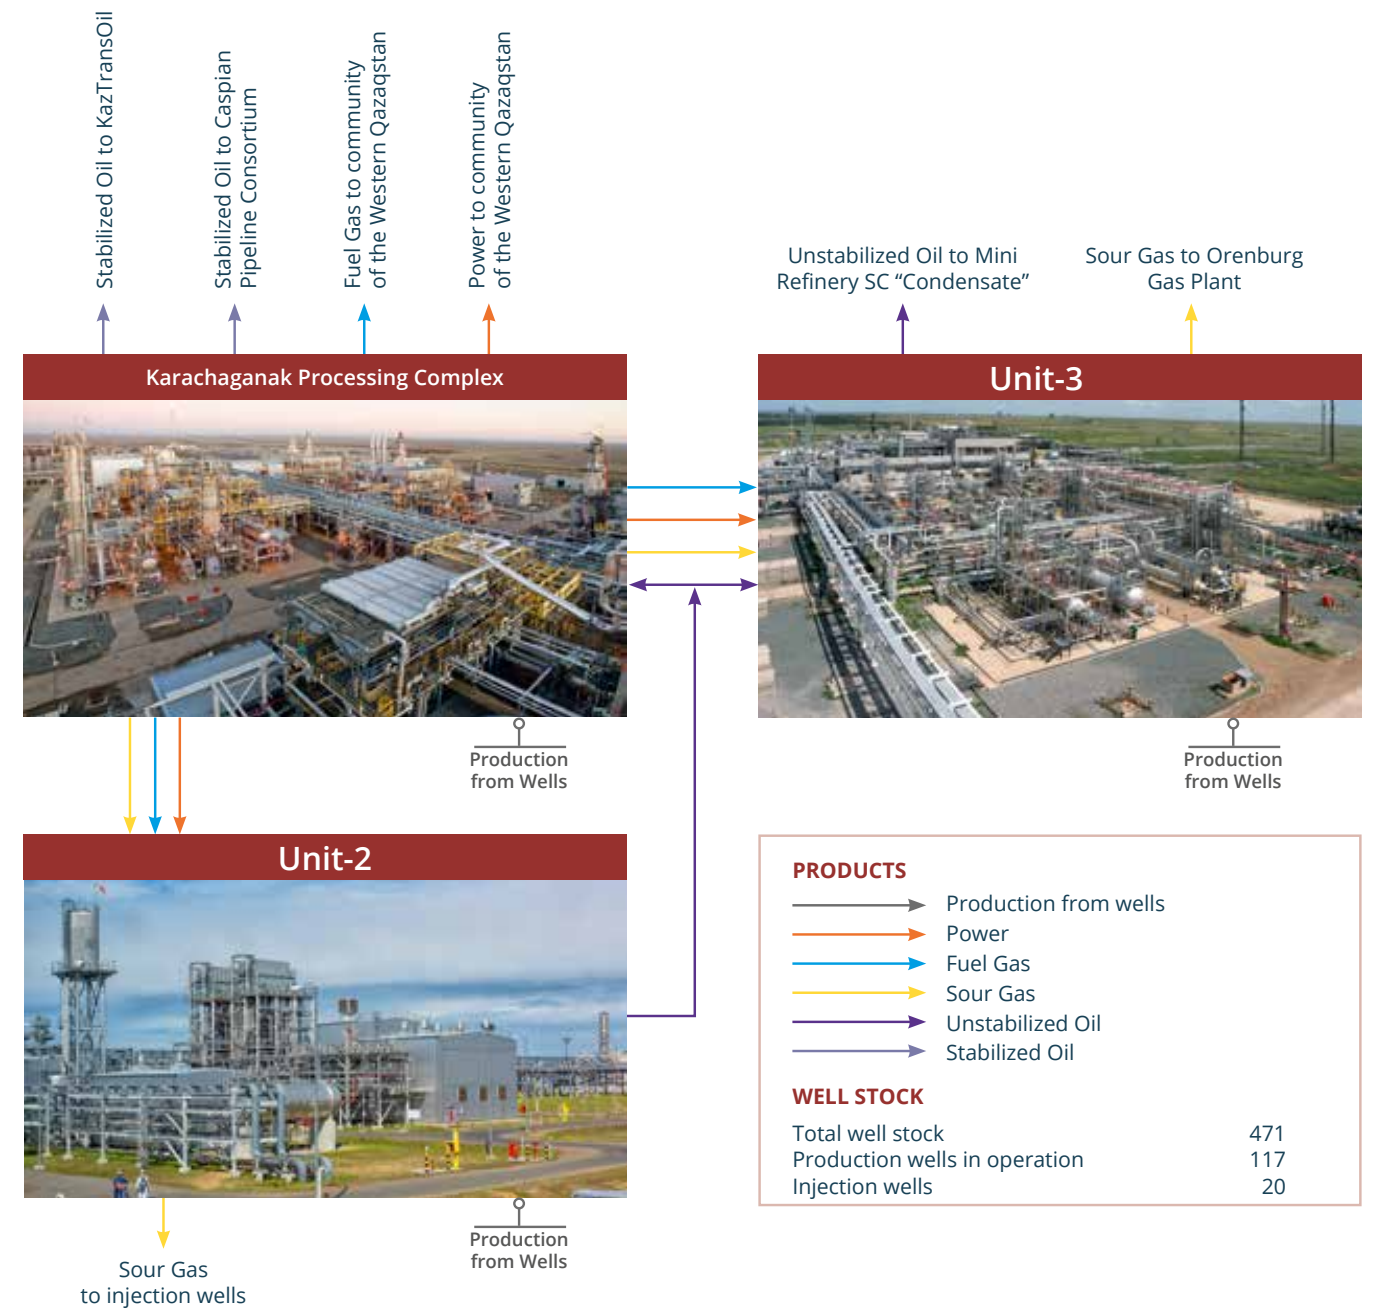 Stabilized Oil to KazTransOil
Stabilized Oil to Caspian
Pipeline Consortium
Fuel Gas to community
of the Western Qazaqstan
Power to community
of the Western Qazaqstan
Unstabilized Oil to Mini
Refinery SC “Condensate”
Sour Gas to Orenburg
Gas Plant
Karachaganak Processing Complex
Unit-3
Production
from Wells
Production
from Wells
Unit-2
Production
from Wells
Sour Gas
to injection wells
PRODUCTS
Production from wells
Power
Fuel Gas
Sour Gas
Unstabilized Oil
Stabilized Oil
WELL STOCK
Total well stock 471
Production wells in operation 117
Injection wells 20